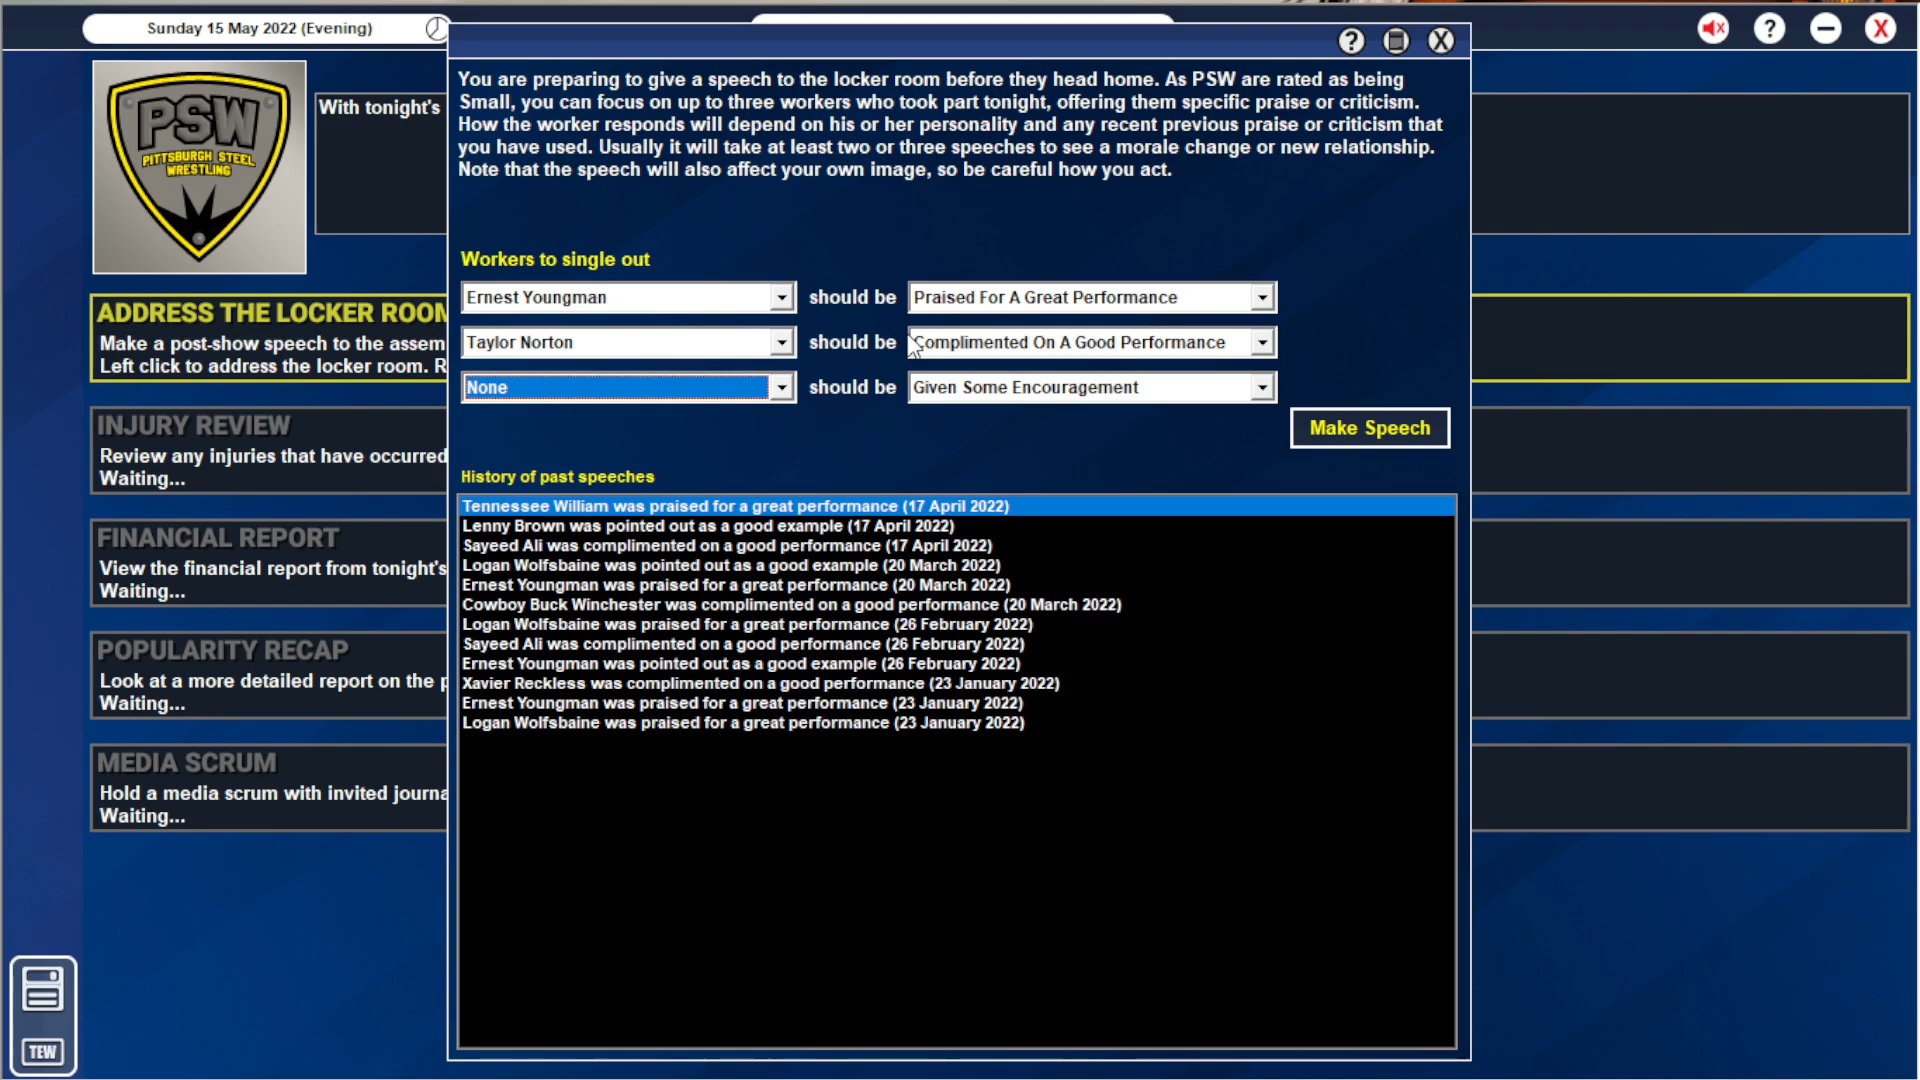 Sunday 15 May 2022 (Evening)
PSW
PITTSBURGH STEEL
WRESTLING
With tonight's
You are preparing to give a speech to the locker room before they head home. As PSW are rated as being
Small, you can focus on up to three workers who took part tonight, offering them specific praise or criticism.
How the worker responds will depend on his or her personality and any recent previous praise or criticism that
you have used. Usually it will take at least two or three speeches to see a morale change or new relationship.
Note that the speech will also affect your own image, so be careful how you act.
Workers to single out
Ernest Youngman should be Praised For A Great Performance
Taylor Norton should be Complimented On A Good Performance
None should be Given Some Encouragement
Make Speech
History of past speeches
Tennessee William was praised for a great performance (17 April 2022)
Lenny Brown was pointed out as a good example (17 April 2022)
Sayeed Ali was complimented on a good performance (17 April 2022)
Logan Wolfsbaine was pointed out as a good example (20 March 2022)
Ernest Youngman was praised for a great performance (20 March 2022)
Cowboy Buck Winchester was complimented on a good performance (20 March 2022)
Logan Wolfsbaine was praised for a great performance (26 February 2022)
Sayeed Ali was complimented on a good performance (26 February 2022)
Ernest Youngman was pointed out as a good example (26 February 2022)
Xavier Reckless was complimented on a good performance (23 January 2022)
Ernest Youngman was praised for a great performance (23 January 2022)
Logan Wolfsbaine was praised for a great performance (23 January 2022)
ADDRESS THE LOCKER ROOM
Make a post-show speech to the assem
Left click to address the locker room. R
INJURY REVIEW
Review any injuries that have occurred
Waiting...
FINANCIAL REPORT
View the financial report from tonight's
Waiting...
POPULARITY RECAP
Look at a more detailed report on the p
Waiting...
MEDIA SCRUM
Hold a media scrum with invited journa
Waiting...
TEW